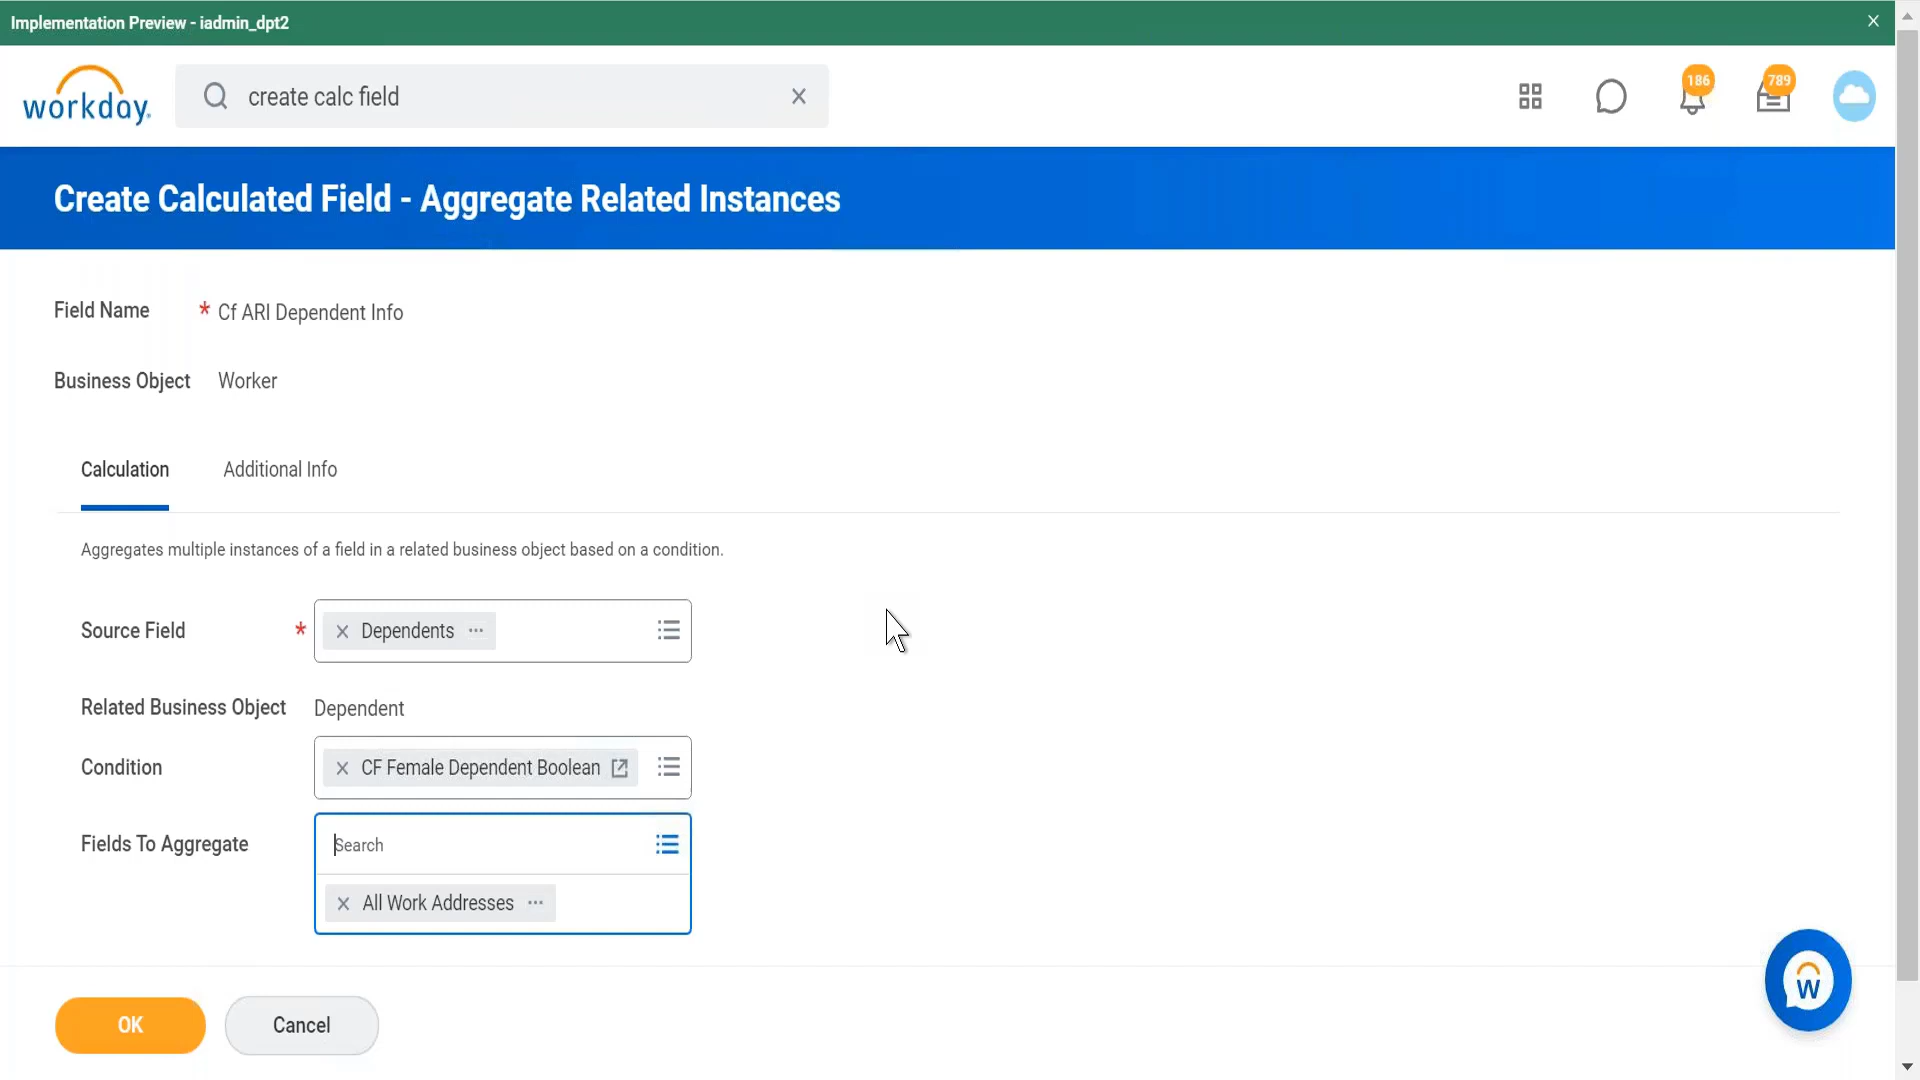 Implementation Preview - iadmin_dpt2
workday.
create calc field
186
789
Create Calculated Field - Aggregate Related Instances
Field Name * Cf ARI Dependent Info
Business Object Worker
Calculation Additional Info
Aggregates multiple instances of a field in a related business object based on a condition.
Source Field * Dependents
Related Business Object Dependent
Condition CF Female Dependent Boolean
Fields To Aggregate Search
All Work Addresses
W
OK Cancel